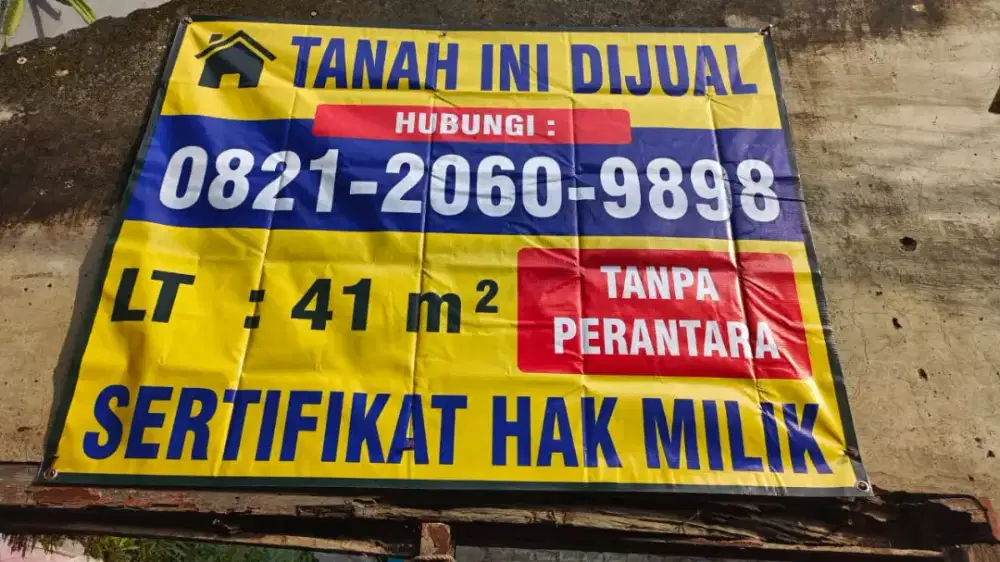 TANAH INI DIJUAL
HUBUNGI :
0821-2060-9898
LT : 41 m²
TANPA
PERANTARA
SERTIFIKAT HAK MILIK